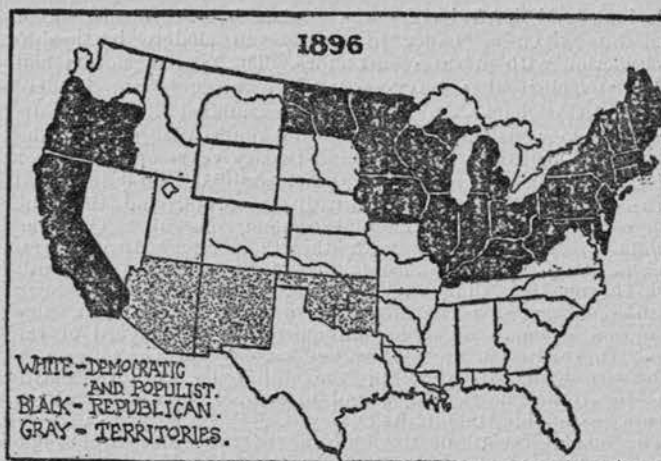 1896
WHITE-DEMOCRATIC
AND POPULIST.
BLACK- REPUBLICAN.
GRAY - TERRITORIES.